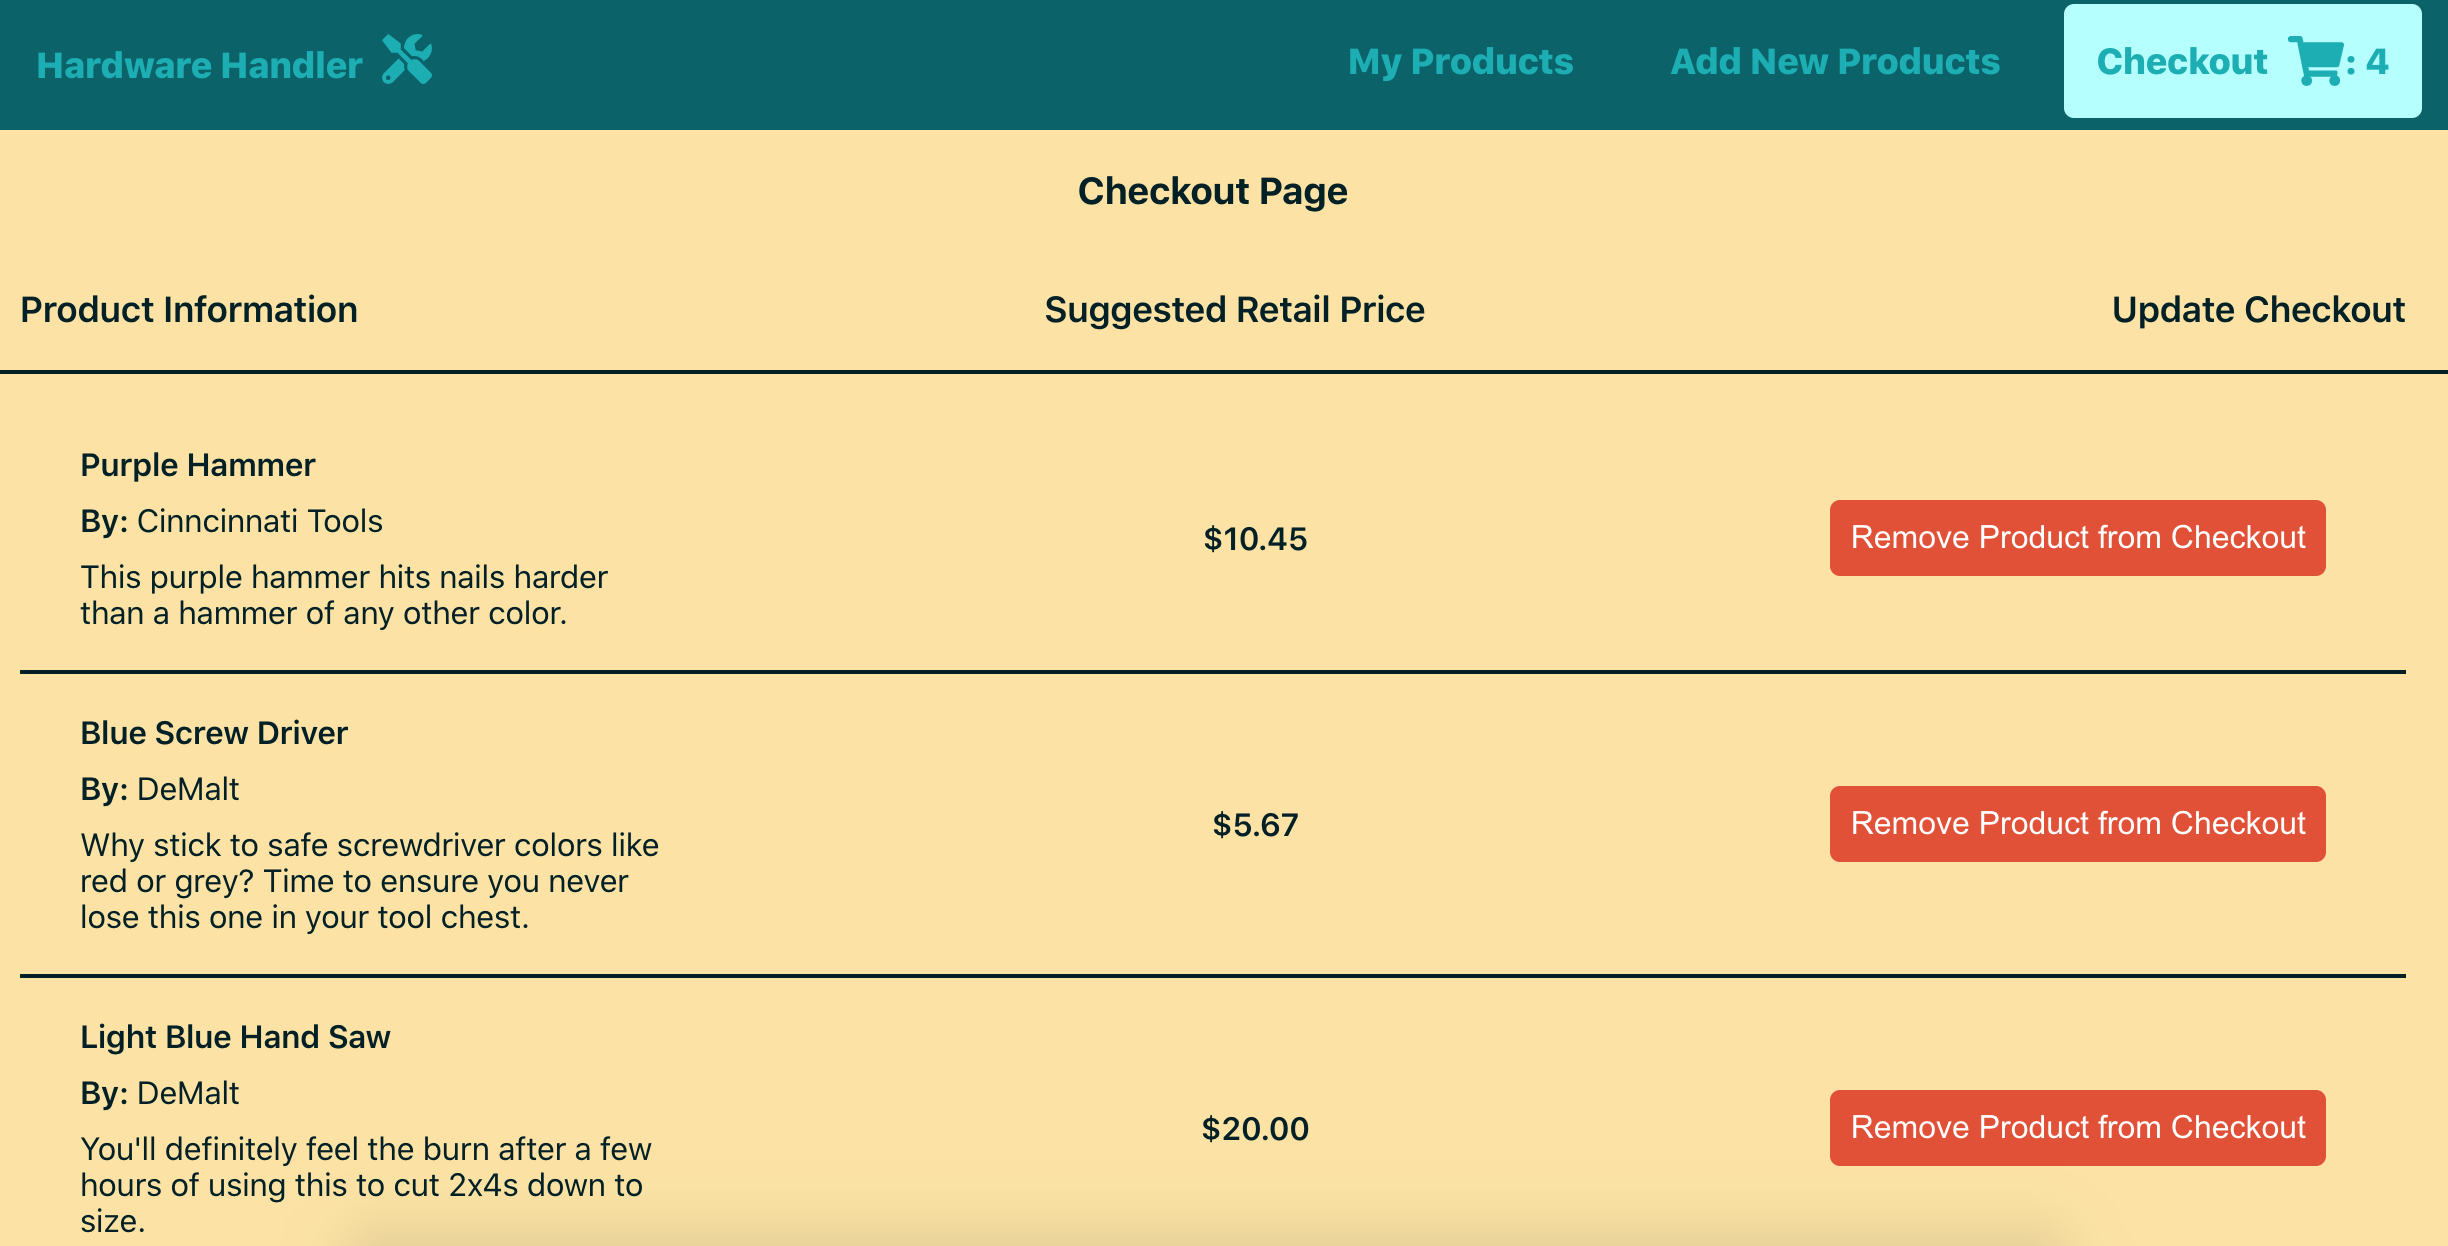 Hardware Handler
My Products
Add New Products
Checkout : 4
Checkout Page
Product Information
Suggested Retail Price
Update Checkout
Purple Hammer
By: Cinncinnati Tools
This purple hammer hits nails harder
than a hammer of any other color.
$10.45
Remove Product from Checkout
Blue Screw Driver
By: DeMalt
Why stick to safe screwdriver colors like
red or grey? Time to ensure you never
lose this one in your tool chest.
$5.67
Remove Product from Checkout
Light Blue Hand Saw
By: DeMalt
You'll definitely feel the burn after a few
hours of using this to cut 2x4s down to
size.
$20.00
Remove Product from Checkout